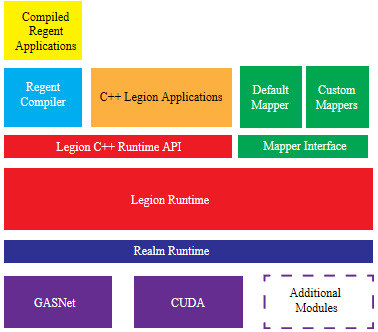 Compiled
Regent
Applications
Regent
Compiler
C++ Legion Applications
Default
Mapper
Custom
Mappers
Legion C++ Runtime API
Mapper Interface
Legion Runtime
Realm Runtime
GASNet
CUDA
Additional
Modules